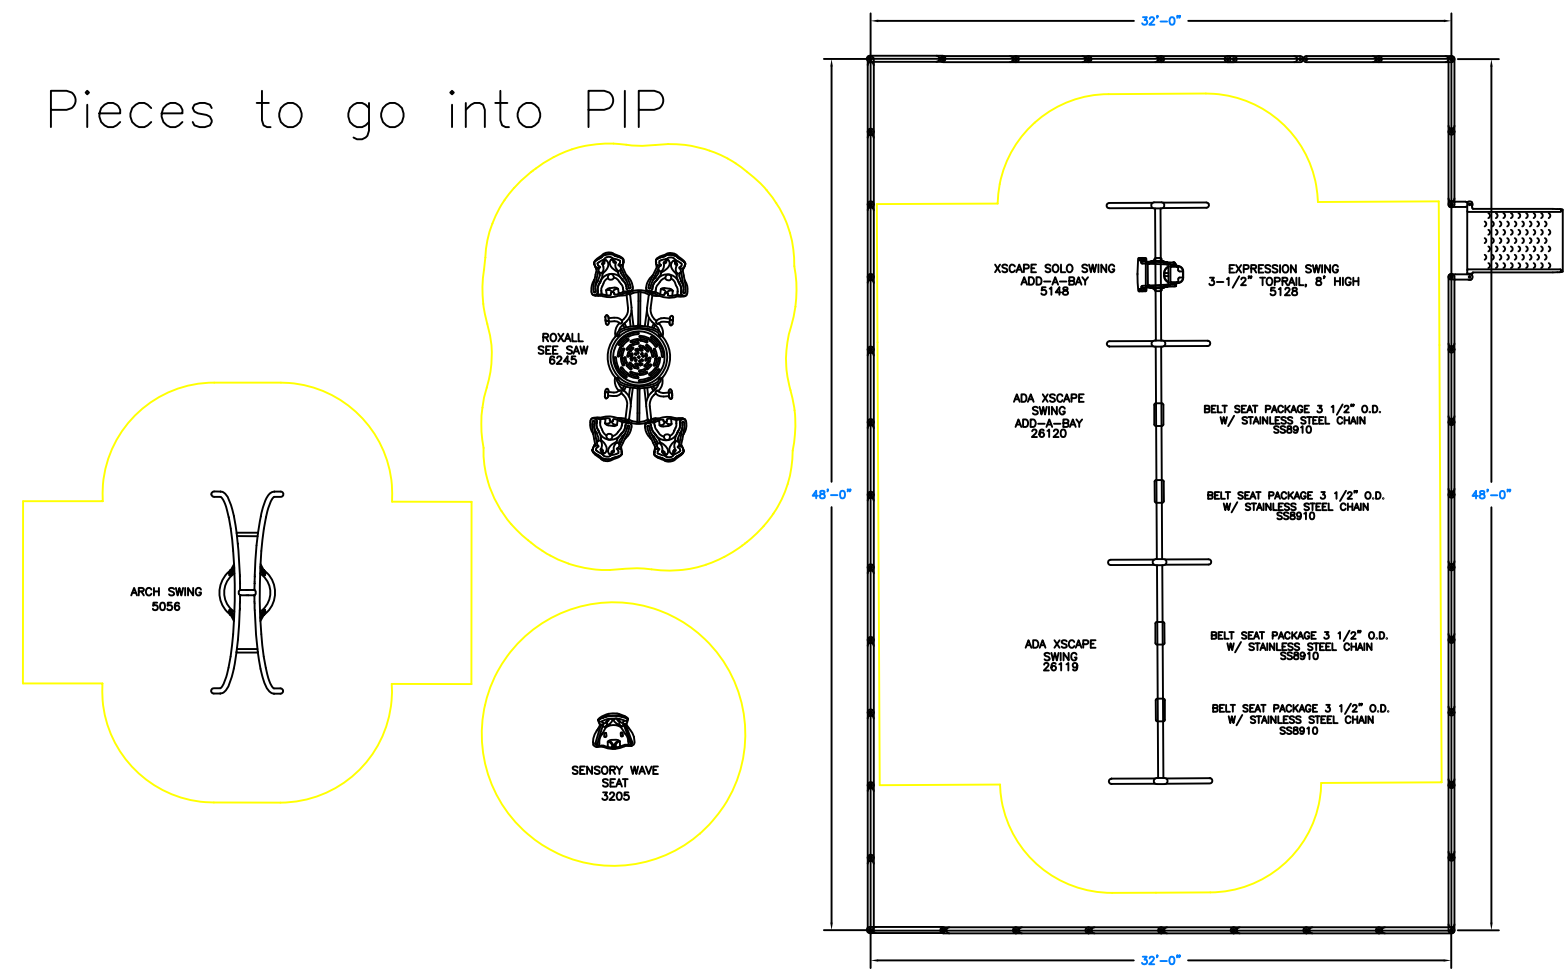 Pieces to go into PIP
32'-0"
XSCAPE SOLO SWING
ADD-A-BAY
5148
EXPRESSION SWING
3-1/2" TOPRAIL, 8' HIGH
5128
ROXALL
SEE SAW
6245
ADA XSCAPE
SWING
ADD-A-BAY
26120
BELT SEAT PACKAGE 3 1/2" O.D.
W/ STAINLESS STEEL CHAIN
SS8910
48'-0"
48'-0"
BELT SEAT PACKAGE 3 1/2" O.D.
W/ STAINLESS STEEL CHAIN
SS8910
ARCH SWING
5056
ADA XSCAPE
SWING
26119
BELT SEAT PACKAGE 3 1/2" O.D.
W/ STAINLESS STEEL CHAIN
SS8910
BELT SEAT PACKAGE 3 1/2" O.D.
W/ STAINLESS STEEL CHAIN
SS8910
SENSORY WAVE
SEAT
3205
32'-0"